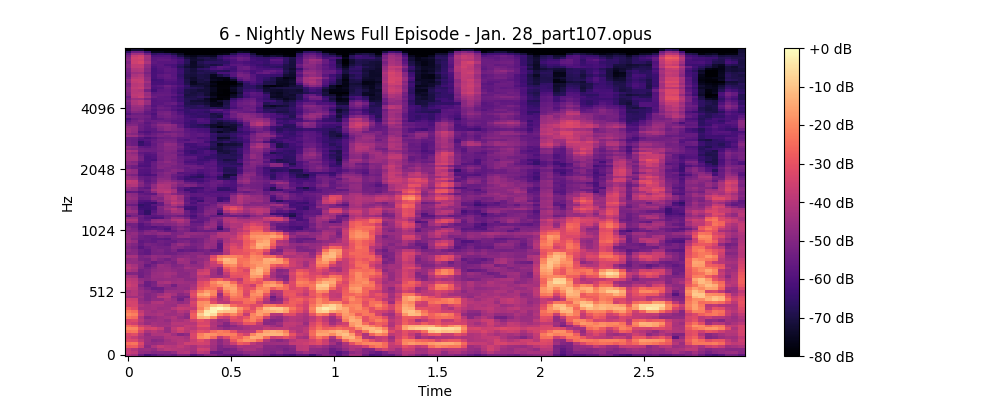 6 - Nightly News Full Episode - Jan. 28_part107.opus
+0 dB
-10 dB
-20 dB
-30 dB
-40 dB
-50 dB
-60 dB
-70 dB
-80 dB
4096
2048
1024
512
0
Hz
0 0.5 1 1.5 2 2.5
Time